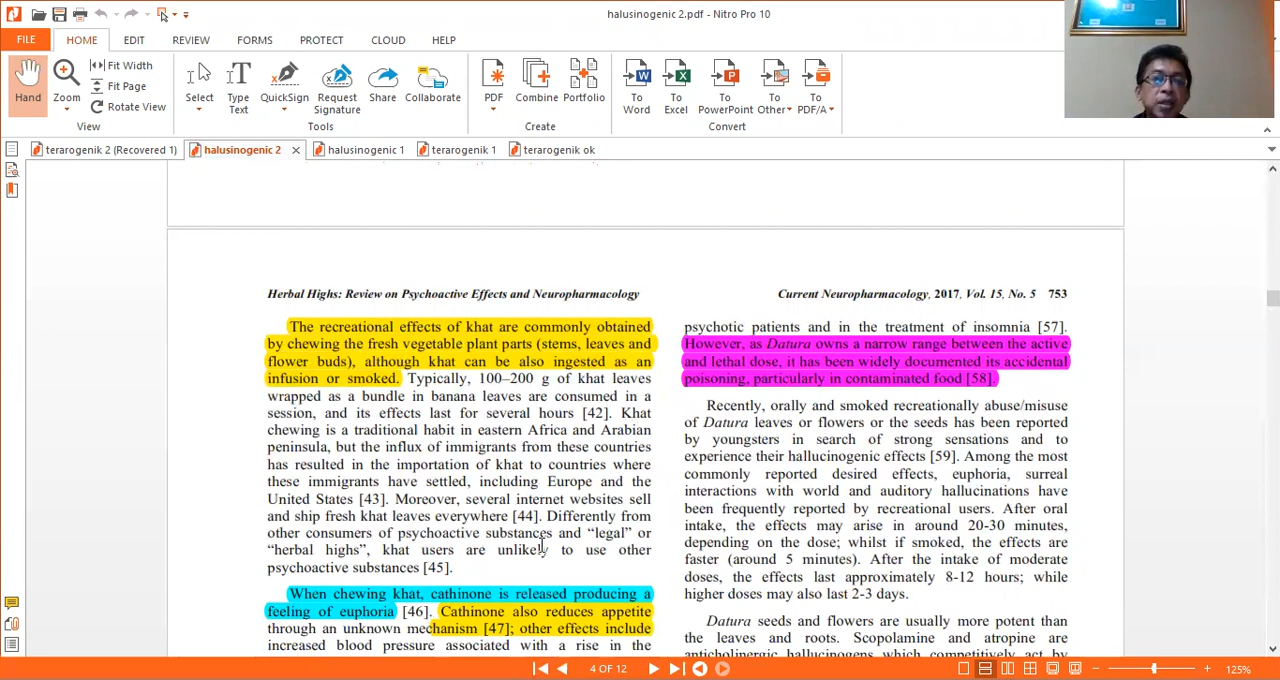 halusinogenic 2.pdf - Nitro Pro 10
FILE HOME EDIT REVIEW FORMS PROTECT CLOUD HELP
Hand
Zoom
Fit Width
Fit Page
Rotate View
View
Select
Type Text
QuickSign
Request Signature
Share
Collaborate
Tools
PDF
Combine
Portfolio
Create
To Word
To Excel
To PowerPoint
To Other
To PDF/A
Convert
terarogenik 2 (Recovered 1)
halusinogenic 2
halusinogenic 1
terarogenik 1
terarogenik ok
Herbal Highs: Review on Psychoactive Effects and Neuropharmacology
Current Neuropharmacology, 2017, Vol. 15, No. 5 753
The recreational effects of khat are commonly obtained
by chewing the fresh vegetable plant parts (stems, leaves and
flower buds), although khat can be also ingested as an
infusion or smoked. Typically, 100–200 g of khat leaves
wrapped as a bundle in banana leaves are consumed in a
session, and its effects last for several hours [42]. Khat
chewing is a traditional habit in eastern Africa and Arabian
peninsula, but the influx of immigrants from these countries
has resulted in the importation of khat to countries where
these immigrants have settled, including Europe and the
United States [43]. Moreover, several internet websites sell
and ship fresh khat leaves everywhere [44]. Differently from
other consumers of psychoactive substances and “legal” or
“herbal highs”, khat users are unlikely to use other
psychoactive substances [45].
When chewing khat, cathinone is released producing a
feeling of euphoria [46]. Cathinone also reduces appetite
through an unknown mechanism [47]; other effects include
increased blood pressure associated with a rise in the
psychotic patients and in the treatment of insomnia [57].
However, as Datura owns a narrow range between the active
and lethal dose, it has been widely documented its accidental
poisoning, particularly in contaminated food [58].
Recently, orally and smoked recreationally abuse/misuse
of Datura leaves or flowers or the seeds has been reported
by youngsters in search of strong sensations and to
experience their hallucinogenic effects [59]. Among the most
commonly reported desired effects, euphoria, surreal
interactions with world and auditory hallucinations have
been frequently reported by recreational users. After oral
intake, the effects may arise in around 20-30 minutes,
depending on the dose; whilst if smoked, the effects are
faster (around 5 minutes). After the intake of moderate
doses, the effects last approximately 8-12 hours; while
higher doses may also last 2-3 days.
Datura seeds and flowers are usually more potent than
the leaves and roots. Scopolamine and atropine are
anticholinergic hallucinogens which competitively act by
4 OF 12
125%